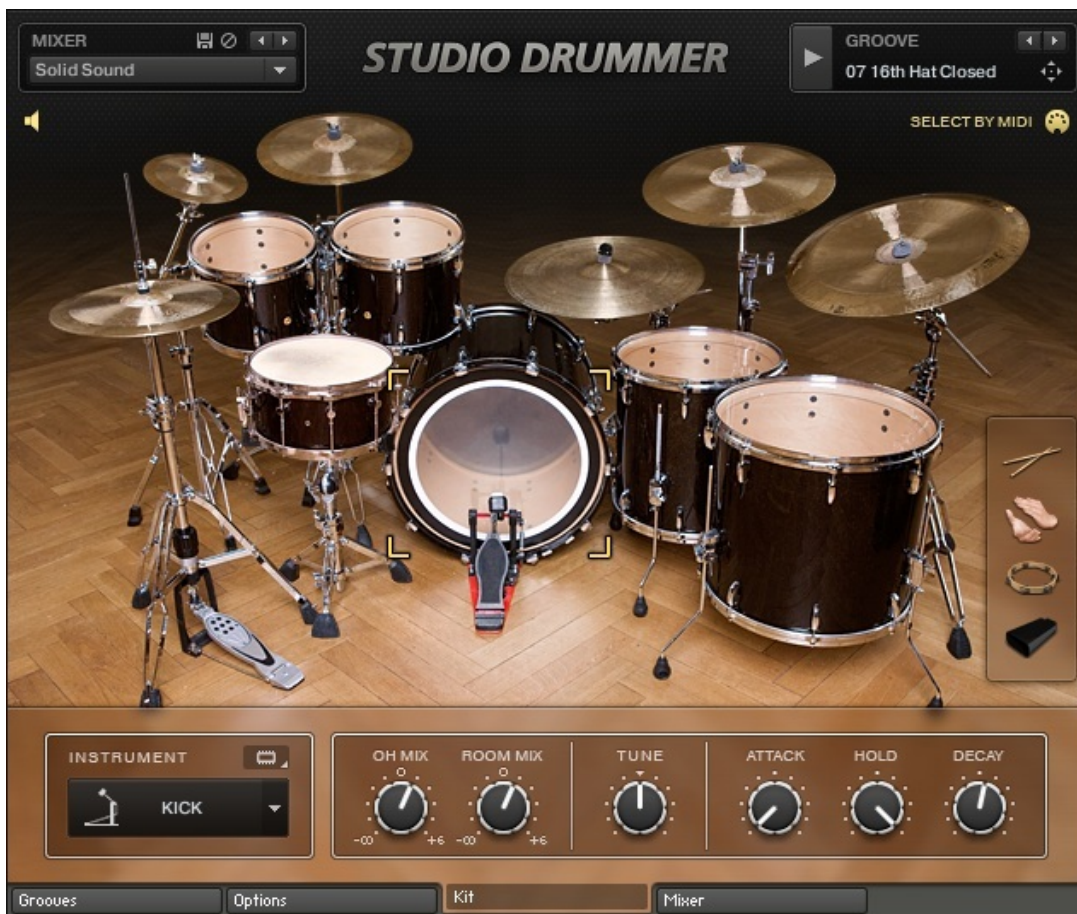 MIXER
Solid Sound
STUDIO DRUMMER
GROOVE
07 16th Hat Closed
SELECT BY MIDI
INSTRUMENT
KICK
OH MIX
ROOM MIX
TUNE
ATTACK
HOLD
DECAY
-∞ +6
-∞ +6
Grooves
Options
Kit
Mixer